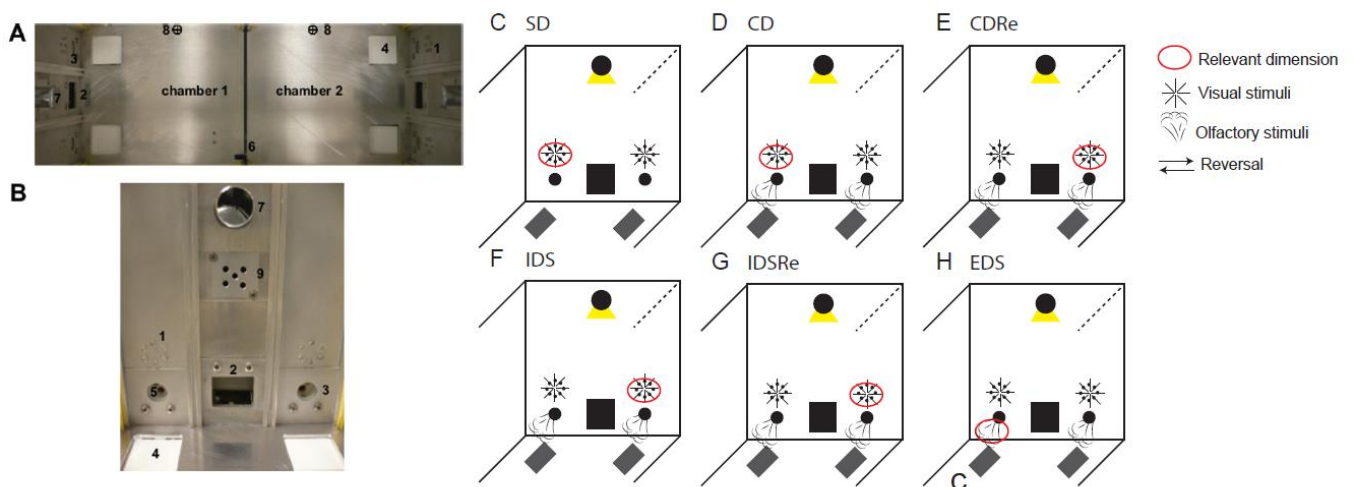 A
8 8
3 4 1
7 2 chamber 1 chamber 2
6
B
7
9
1
2
5 3
4
C SD
D CD
E CDRe
Relevant dimension
Visual stimuli
Olfactory stimuli
Reversal
F IDS
G IDSRe
H EDS
C